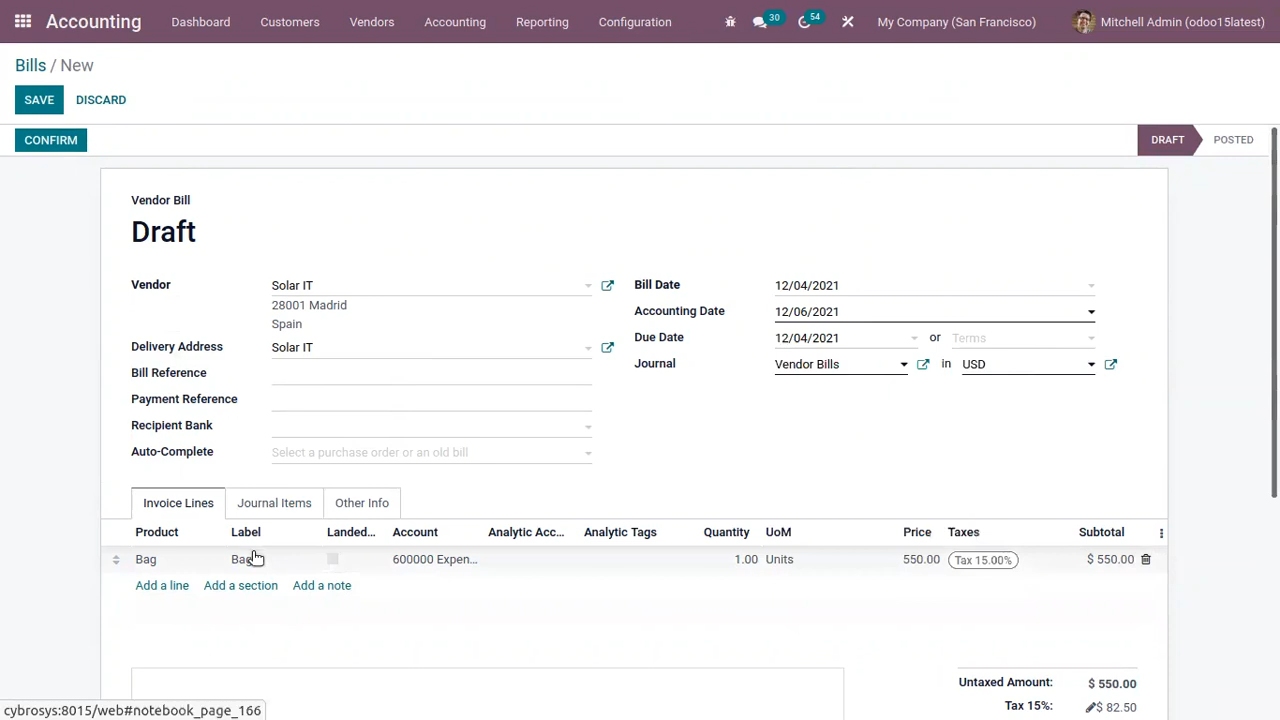 Accounting Dashboard Customers Vendors Accounting Reporting Configuration 30 54 My Company (San Francisco) Mitchell Admin (odoo15latest)
Bills / New
SAVE DISCARD
CONFIRM DRAFT POSTED
Vendor Bill
Draft
Vendor Solar IT Bill Date 12/04/2021
28001 Madrid Accounting Date 12/06/2021
Spain
Delivery Address Solar IT Due Date 12/04/2021 or Terms
Bill Reference Journal Vendor Bills in USD
Payment Reference
Recipient Bank
Auto-Complete Select a purchase order or an old bill
Invoice Lines Journal Items Other Info
Product Label Landed... Account Analytic Acc... Analytic Tags Quantity UoM Price Taxes Subtotal
Bag Bag 600000 Expen... 1.00 Units 550.00 Tax 15.00% $ 550.00
Add a line Add a section Add a note
Untaxed Amount: $ 550.00
Tax 15%: $ 82.50
cybrosys:8015/web#notebook_page_166